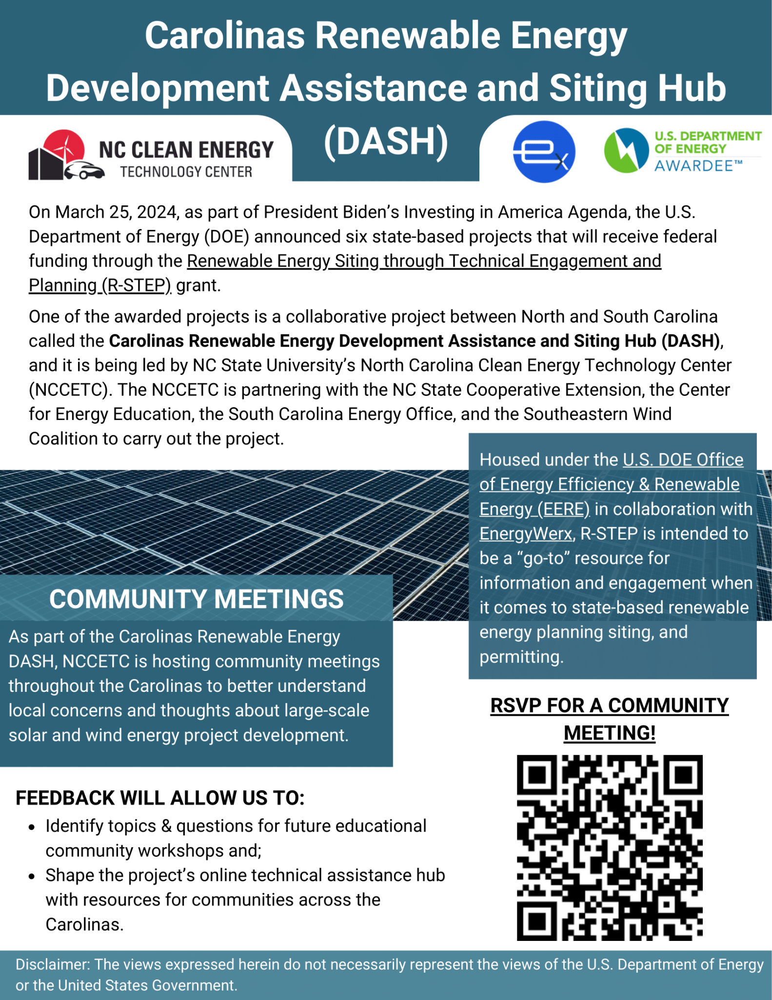 Carolinas Renewable Energy
Development Assistance and Siting Hub
(DASH)
NC CLEAN ENERGY
TECHNOLOGY CENTER
ex
U.S. DEPARTMENT
OF ENERGY
AWARDEE™
On March 25, 2024, as part of President Biden’s Investing in America Agenda, the U.S.
Department of Energy (DOE) announced six state-based projects that will receive federal
funding through the Renewable Energy Siting through Technical Engagement and
Planning (R-STEP) grant.
One of the awarded projects is a collaborative project between North and South Carolina
called the Carolinas Renewable Energy Development Assistance and Siting Hub (DASH),
and it is being led by NC State University’s North Carolina Clean Energy Technology Center
(NCCETC). The NCCETC is partnering with the NC State Cooperative Extension, the Center
for Energy Education, the South Carolina Energy Office, and the Southeastern Wind
Coalition to carry out the project.
Housed under the U.S. DOE Office
of Energy Efficiency & Renewable
Energy (EERE) in collaboration with
EnergyWerx, R-STEP is intended to
be a “go-to” resource for
information and engagement when
it comes to state-based renewable
energy planning siting, and
permitting.
COMMUNITY MEETINGS
As part of the Carolinas Renewable Energy
DASH, NCCETC is hosting community meetings
throughout the Carolinas to better understand
local concerns and thoughts about large-scale
solar and wind energy project development.
RSVP FOR A COMMUNITY
MEETING!
FEEDBACK WILL ALLOW US TO:
• Identify topics & questions for future educational
community workshops and;
• Shape the project’s online technical assistance hub
with resources for communities across the
Carolinas.
Disclaimer: The views expressed herein do not necessarily represent the views of the U.S. Department of Energy
or the United States Government.